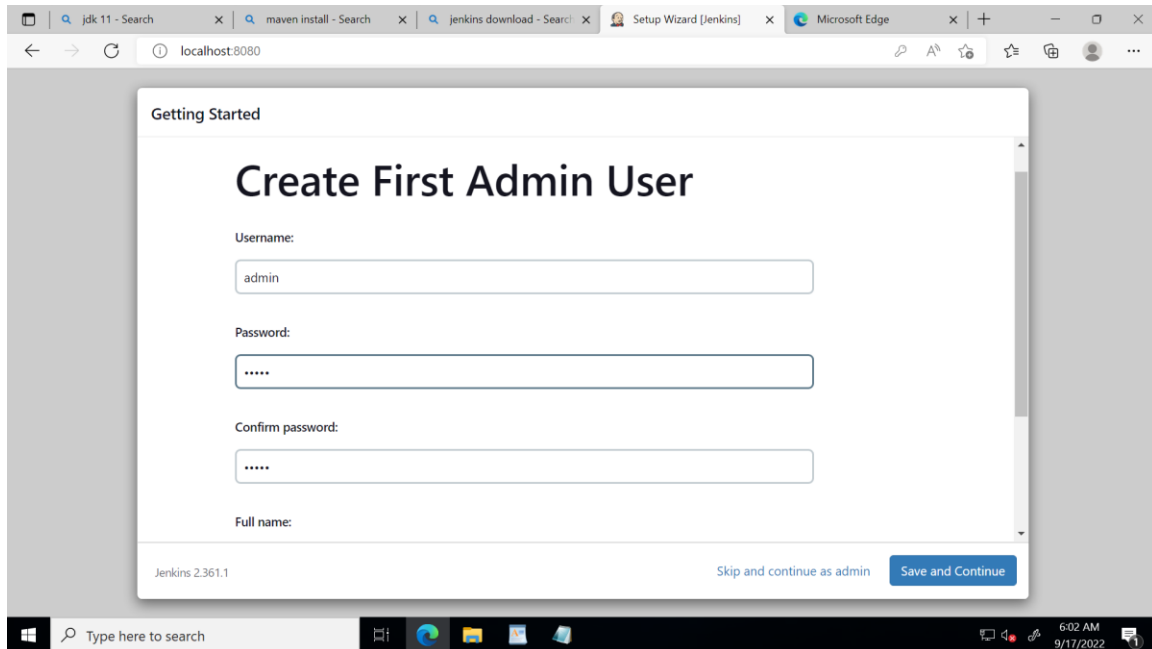 jdk 11 - Search
maven install - Search
jenkins download - Search
Setup Wizard [Jenkins]
Microsoft Edge
localhost:8080
Getting Started
Create First Admin User
Username:
admin
Password:
•••••
Confirm password:
•••••
Full name:
Jenkins 2.361.1
Skip and continue as admin
Save and Continue
Type here to search
6:02 AM
9/17/2022
1